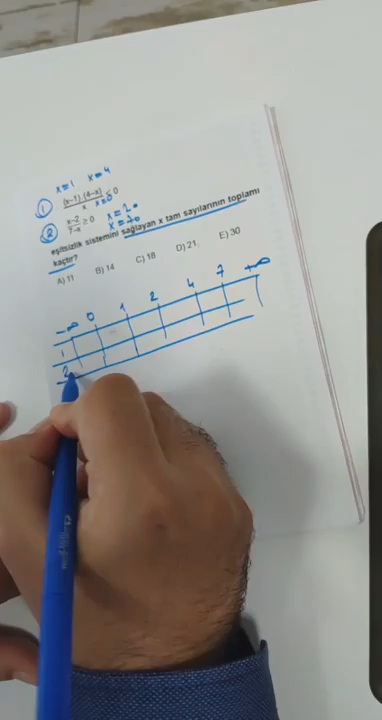 x=1 x=4
① (x-1) (4-x) / x ≤ 0 x=0
② x-2 / 7-x ≥ 0 x=2 x=7
eşitsizlik sistemini sağlayan x tam sayılarının toplamı
kaçtır?
A) 11 B) 14 C) 18 D) 21 E) 30
-∞ 0 1 2 4 7 +∞
1
2